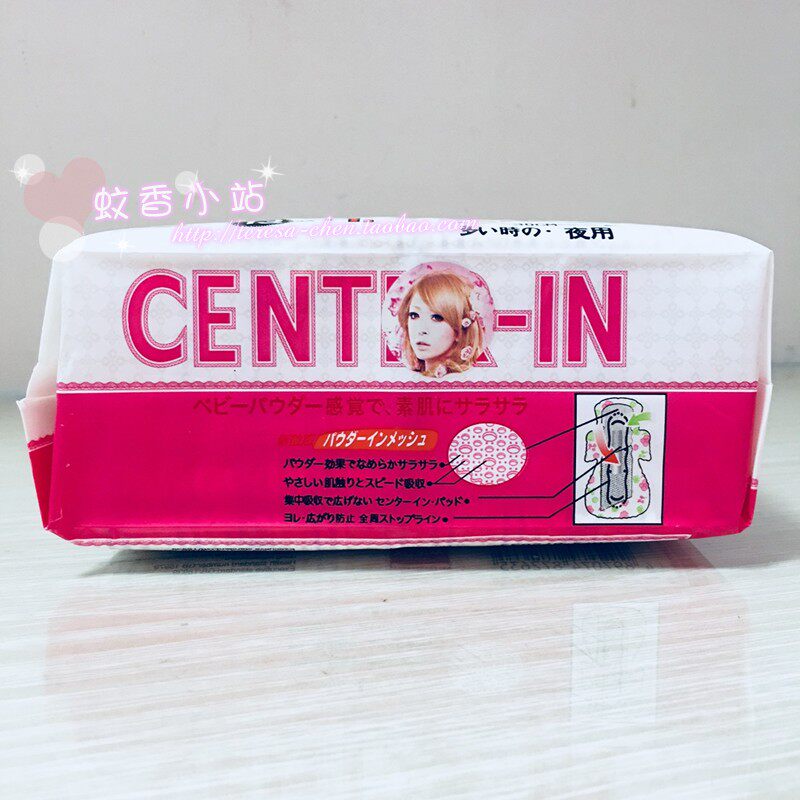 蚊香小站
http://teresa-chen.taobao.com
多い時の・夜用
CENTER-IN
ベビーパウダー感覚で、素肌にサラサラ
パウダーインメッシュ
パウダー効果でなめらかサラサラ
やさしい肌触りとスピード吸収
集中吸収で広げない センターイン・パッド
ヨレ・広がり防止 全周ストップライン